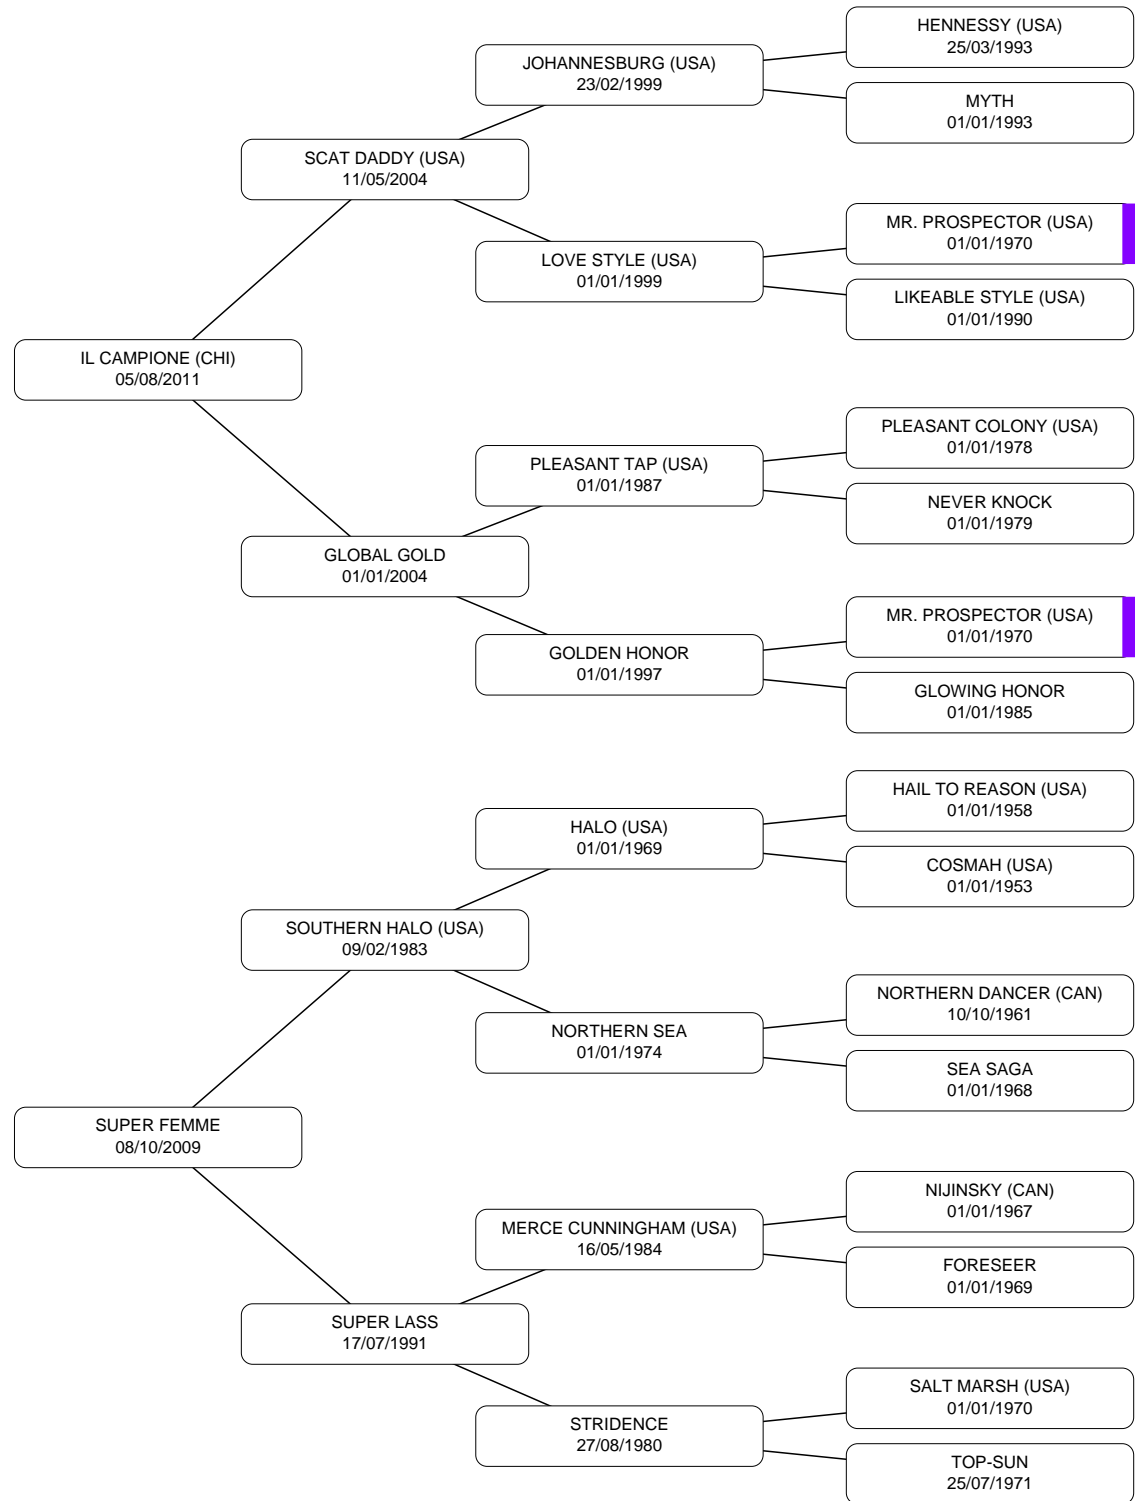 HENNESSY (USA)
25/03/1993
JOHANNESBURG (USA)
23/02/1999
MYTH
01/01/1993
SCAT DADDY (USA)
11/05/2004
MR. PROSPECTOR (USA)
01/01/1970
LOVE STYLE (USA)
01/01/1999
LIKEABLE STYLE (USA)
01/01/1990
IL CAMPIONE (CHI)
05/08/2011
PLEASANT COLONY (USA)
01/01/1978
PLEASANT TAP (USA)
01/01/1987
NEVER KNOCK
01/01/1979
GLOBAL GOLD
01/01/2004
MR. PROSPECTOR (USA)
01/01/1970
GOLDEN HONOR
01/01/1997
GLOWING HONOR
01/01/1985
HAIL TO REASON (USA)
01/01/1958
HALO (USA)
01/01/1969
COSMAH (USA)
01/01/1953
SOUTHERN HALO (USA)
09/02/1983
NORTHERN DANCER (CAN)
10/10/1961
NORTHERN SEA
01/01/1974
SEA SAGA
01/01/1968
SUPER FEMME
08/10/2009
NIJINSKY (CAN)
01/01/1967
MERCE CUNNINGHAM (USA)
16/05/1984
FORESEER
01/01/1969
SUPER LASS
17/07/1991
SALT MARSH (USA)
01/01/1970
STRIDENCE
27/08/1980
TOP-SUN
25/07/1971